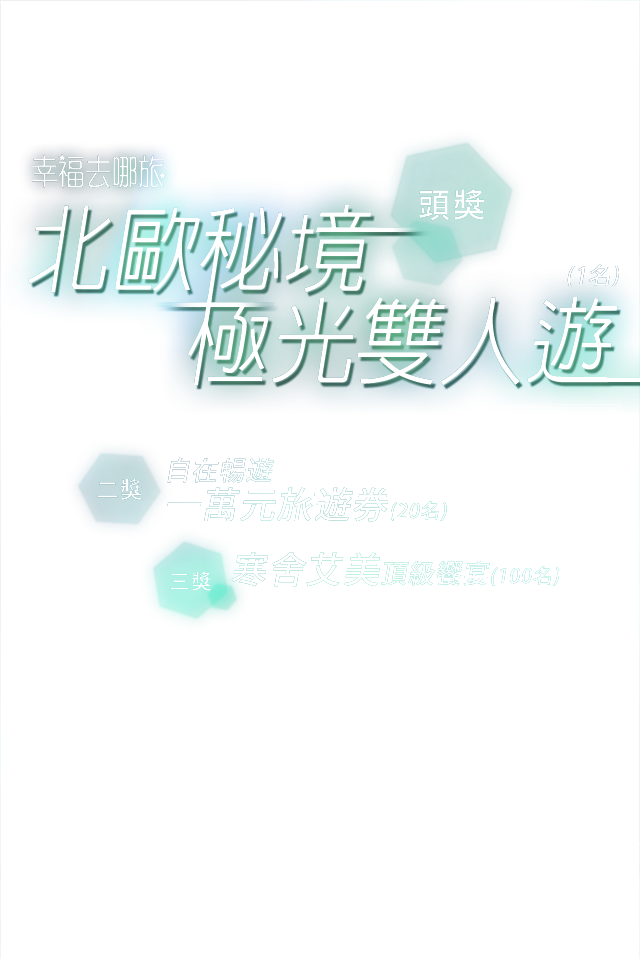 幸福去哪旅
頭獎
北歐秘境
(1名)
極光雙人遊
二獎
自在暢遊
一萬元旅遊券(20名)
三獎
寒舍艾美頂級饗宴(100名)